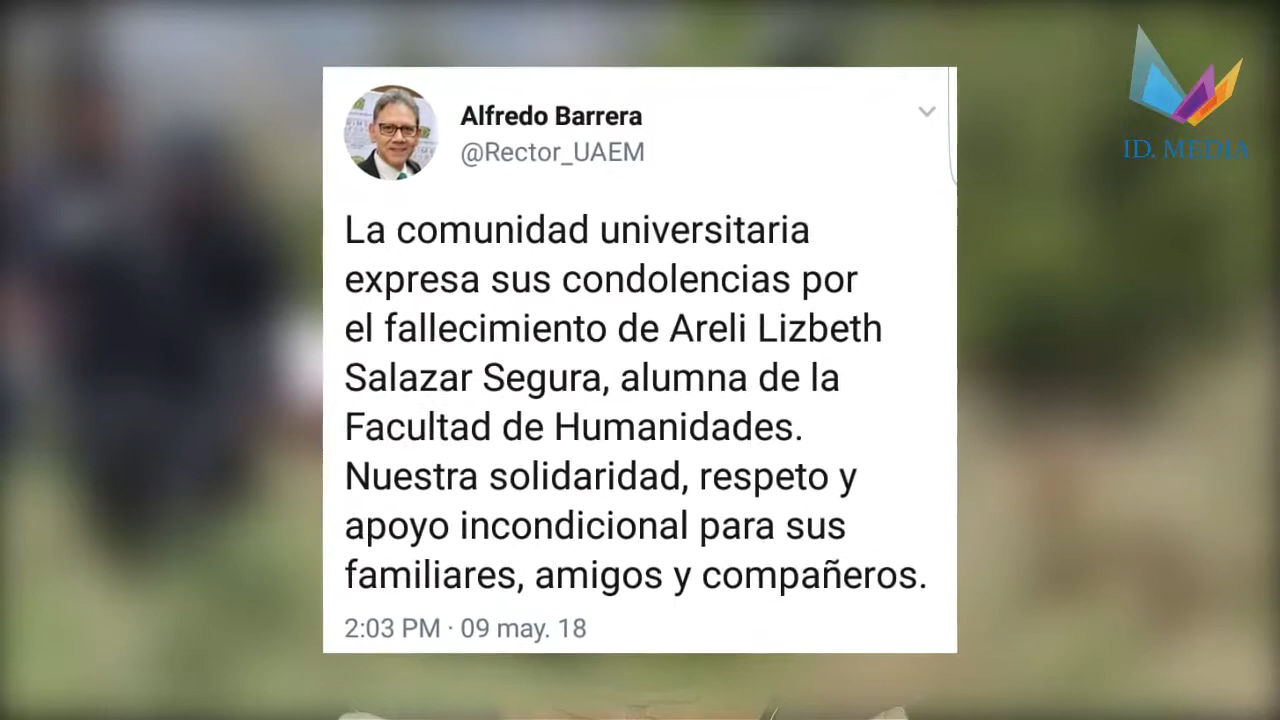 Alfredo Barrera
@Rector_UAEM
La comunidad universitaria
expresa sus condolencias por
el fallecimiento de Areli Lizbeth
Salazar Segura, alumna de la
Facultad de Humanidades.
Nuestra solidaridad, respeto y
apoyo incondicional para sus
familiares, amigos y compañeros.
2:03 PM · 09 may. 18
ID. MEDIA